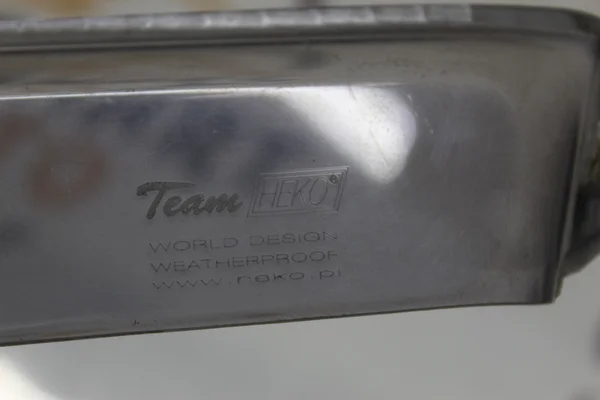 Team HEKO®
WORLD DESIGN
WEATHERPROOF
www.heko.pl